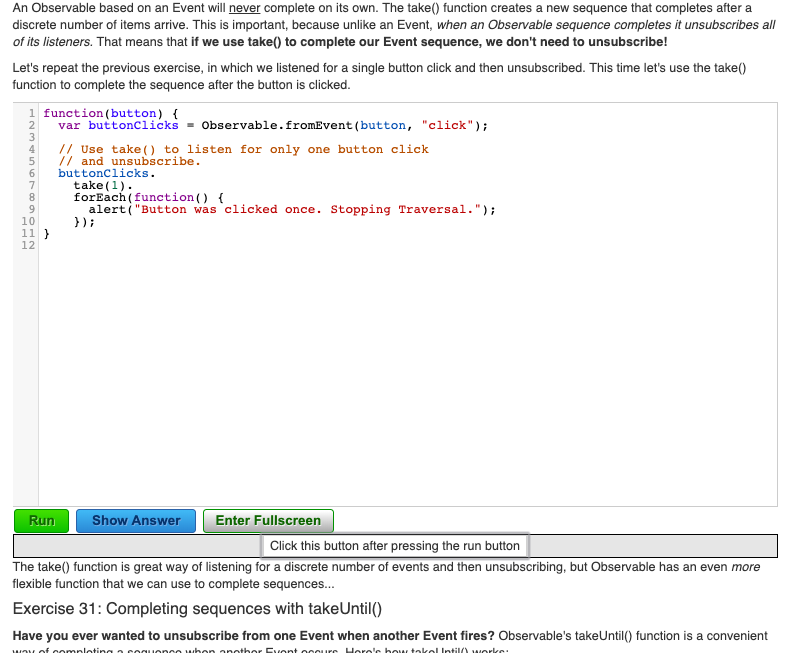 An Observable based on an Event will never complete on its own. The take() function creates a new sequence that completes after a
discrete number of items arrive. This is important, because unlike an Event, when an Observable sequence completes it unsubscribes all
of its listeners. That means that if we use take() to complete our Event sequence, we don't need to unsubscribe!
Let's repeat the previous exercise, in which we listened for a single button click and then unsubscribed. This time let's use the take()
function to complete the sequence after the button is clicked.
1 function(button) {
2   var buttonClicks = Observable.fromEvent(button, "click");
3
4   // Use take() to listen for only one button click
5   // and unsubscribe.
6   buttonClicks.
7     take(1).
8     forEach(function() {
9       alert("Button was clicked once. Stopping Traversal.");
10     });
11 }
12
Run Show Answer Enter Fullscreen
Click this button after pressing the run button
The take() function is great way of listening for a discrete number of events and then unsubscribing, but Observable has an even more
flexible function that we can use to complete sequences...
Exercise 31: Completing sequences with takeUntil()
Have you ever wanted to unsubscribe from one Event when another Event fires? Observable's takeUntil() function is a convenient
way of completing a sequence when another Event occurs. Here's how takeUntil() works: